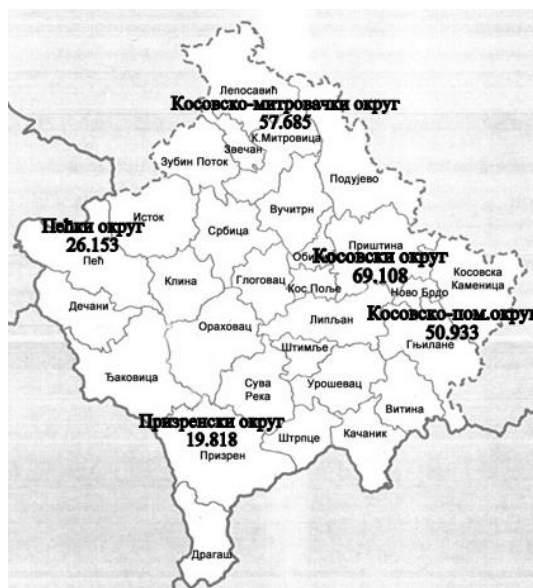 Лепосавић
Косовско-митровачки округ
57.685
К.Митровица
Звечан
Зубин Поток
Подујево
Вучитрн
Исток
Србица
Пећки округ
26.153
Пећ
Приштина
Косовски округ
69.108
Косовска
Каменица
Клина
Глоговац
Кос.Поље
Ново Брдо
Дечани
Косовско-пом.округ
50.933
Гњилане
Ораховац
Липљан
Штимље
Ђаковица
Сува
Река
Урошевац
Витина
Призренски округ
19.818
Призрен
Штрпце
Качаник
Драгаш